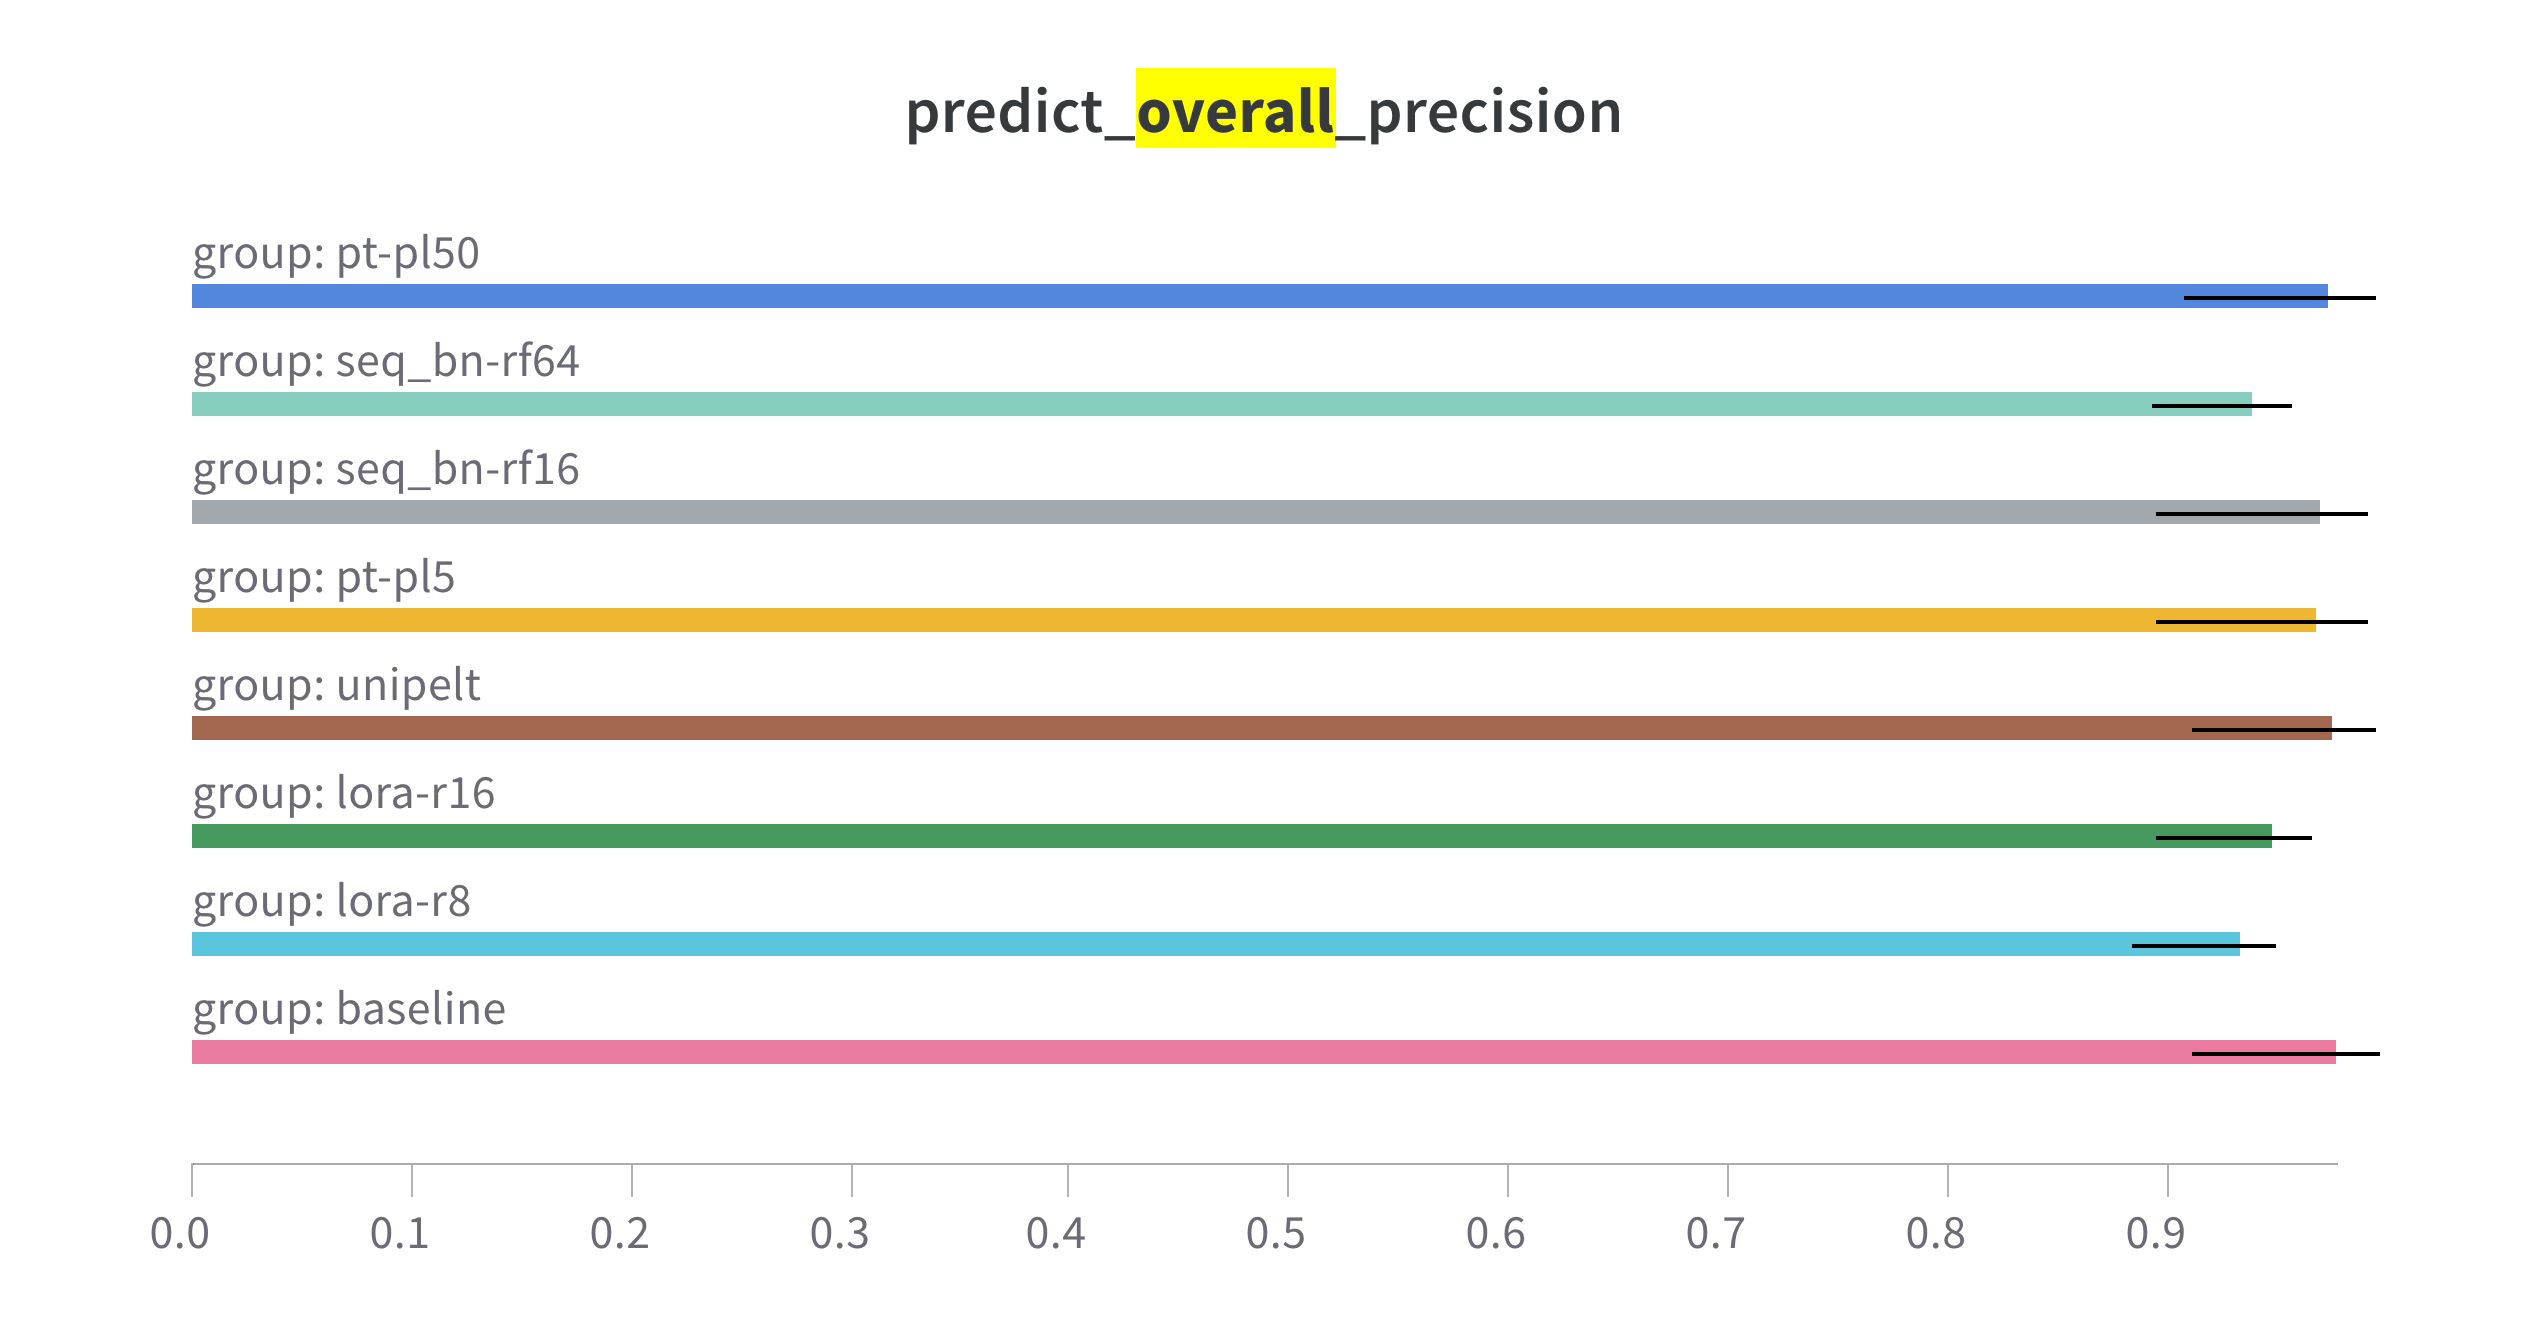 predict_overall_precision
group: pt-pl50
group: seq_bn-rf64
group: seq_bn-rf16
group: pt-pl5
group: unipelt
group: lora-r16
group: lora-r8
group: baseline
0.0 0.1 0.2 0.3 0.4 0.5 0.6 0.7 0.8 0.9